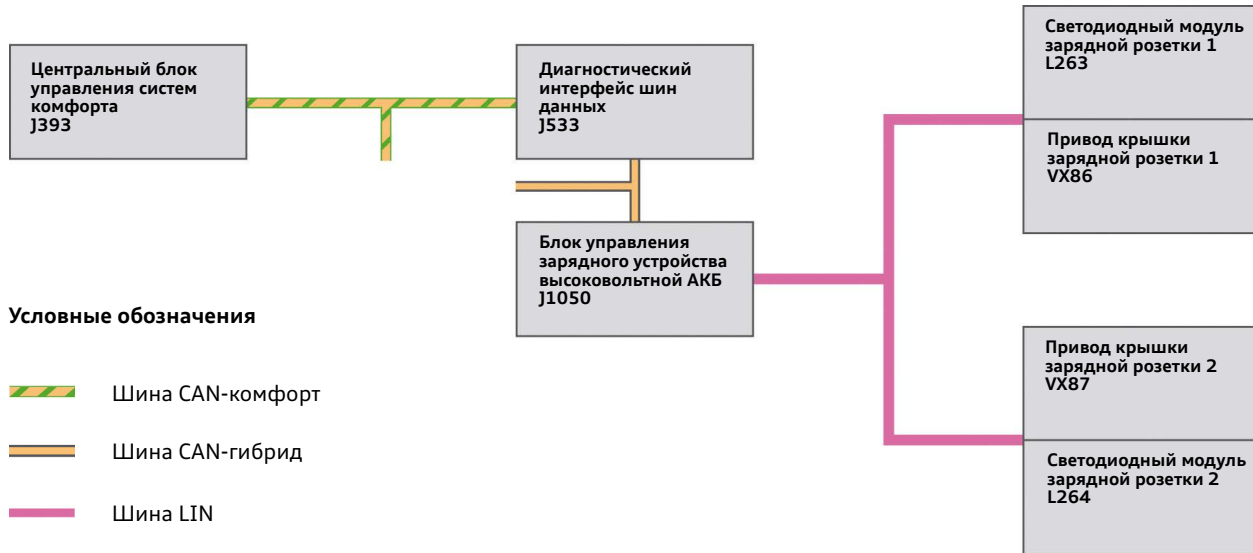 Центральный блок
управления систем
комфорта
J393
Диагностический
интерфейс шин
данных
J533
Светодиодный модуль
зарядной розетки 1
L263
Привод крышки
зарядной розетки 1
VX86
Блок управления
зарядного устройства
высоковольтной АКБ
J1050
Привод крышки
зарядной розетки 2
VX87
Светодиодный модуль
зарядной розетки 2
L264
Условные обозначения
Шина CAN-комфорт
Шина CAN-гибрид
Шина LIN